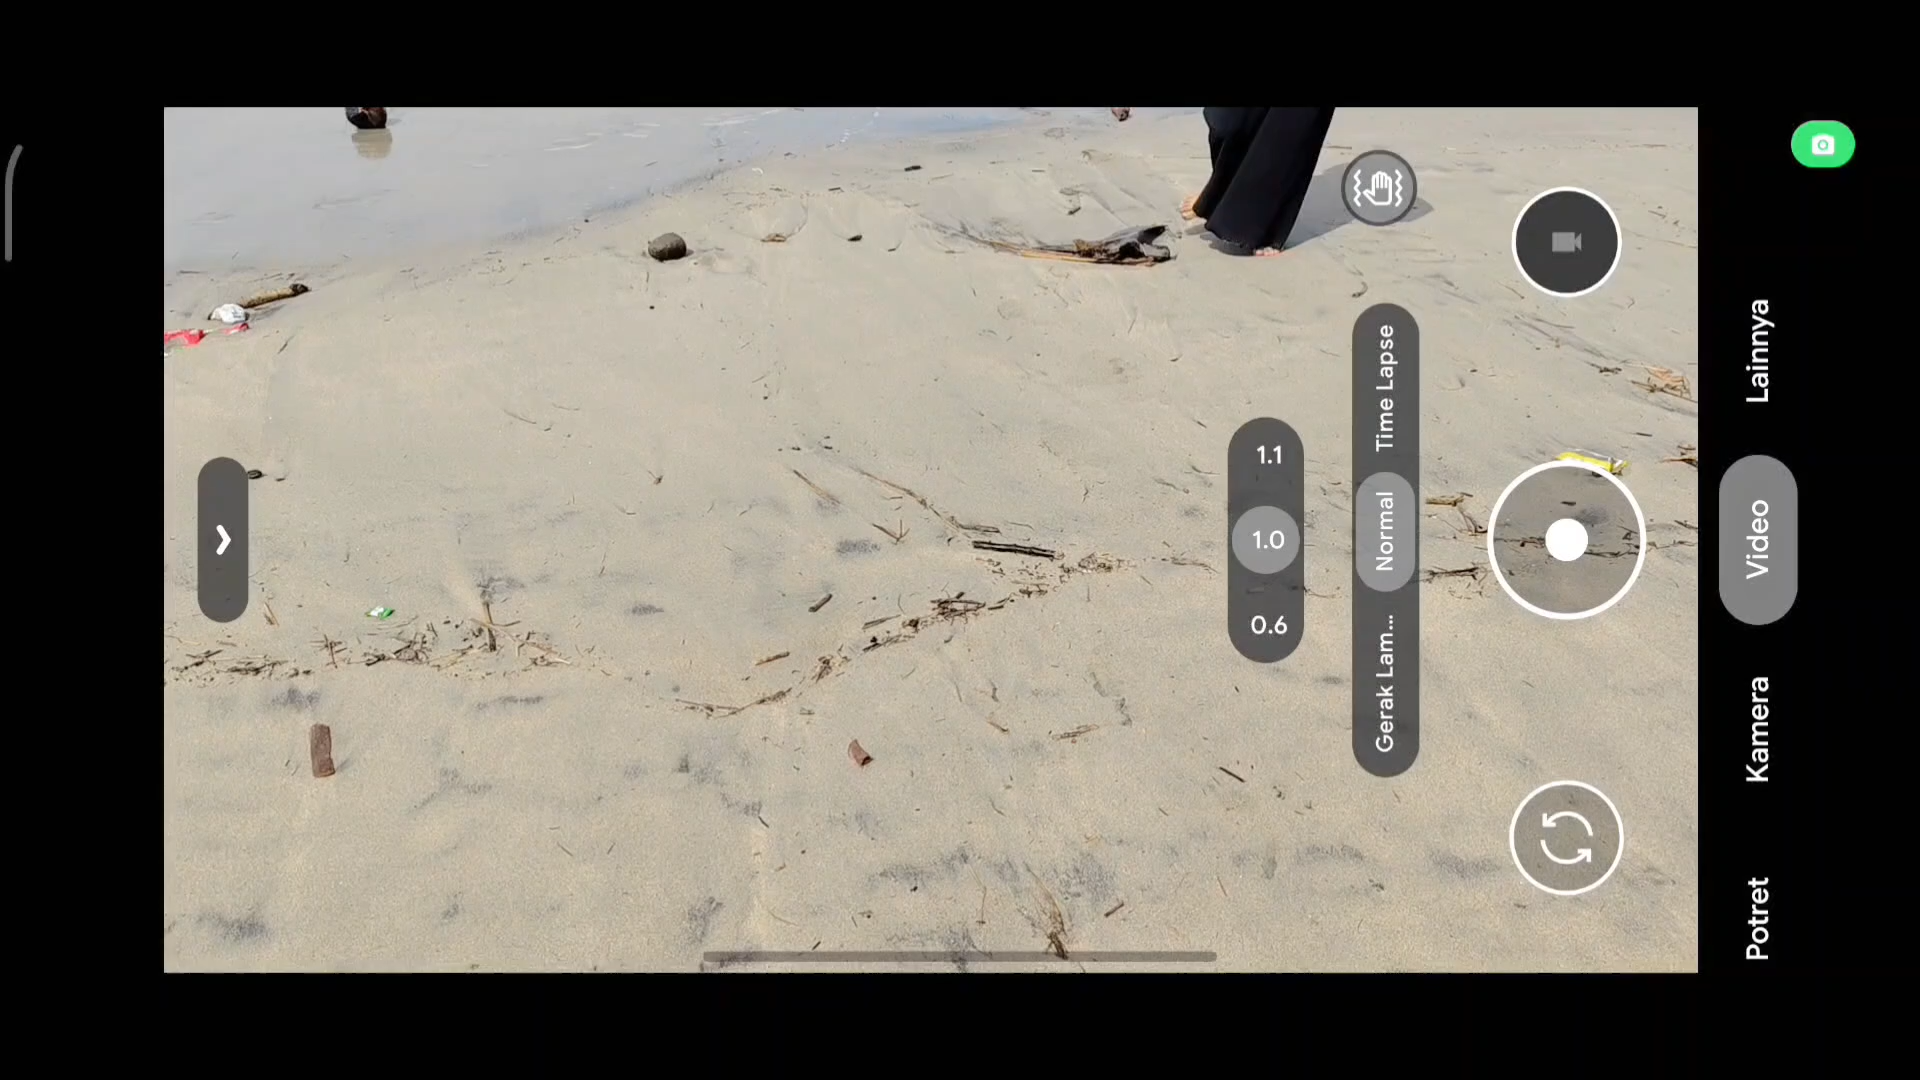 1.1
1.0
0.6
Time Lapse
Normal
Gerak Lam...
Lainnya
Video
Kamera
Potret